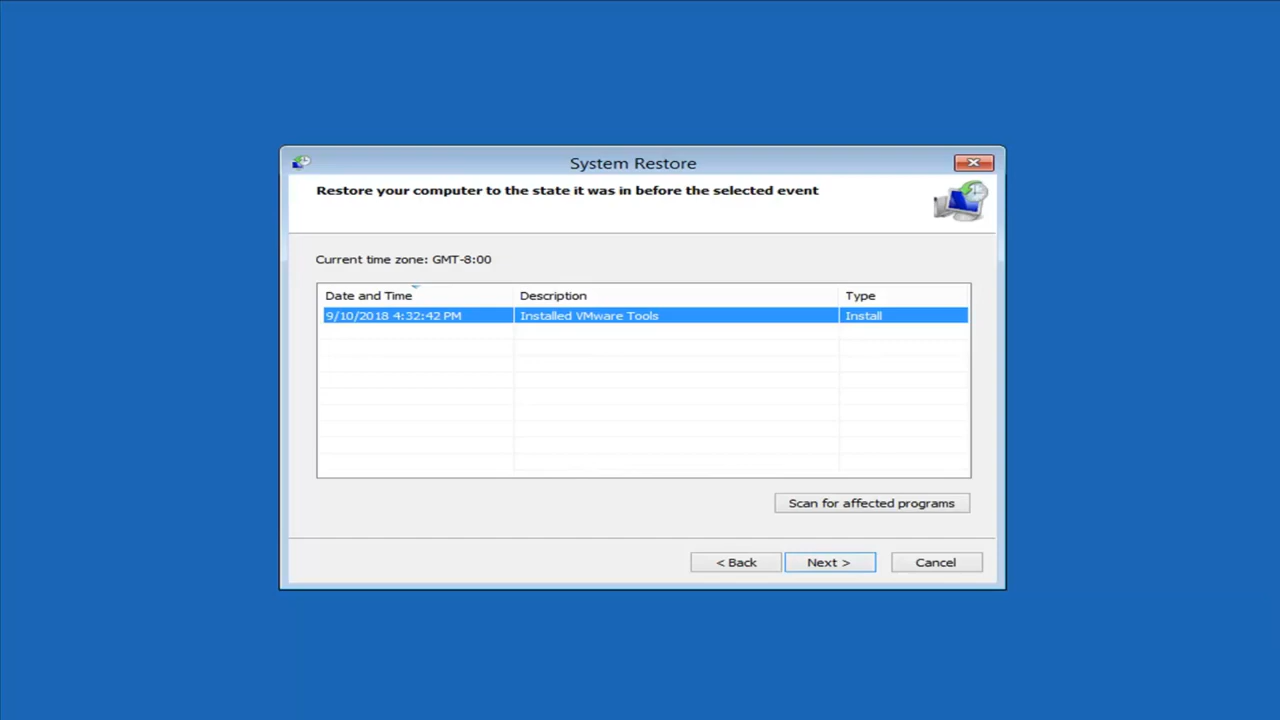 System Restore
Restore your computer to the state it was in before the selected event
Current time zone: GMT-8:00
Date and Time Description Type
9/10/2018 4:32:42 PM Installed VMware Tools Install
Scan for affected programs
< Back Next > Cancel